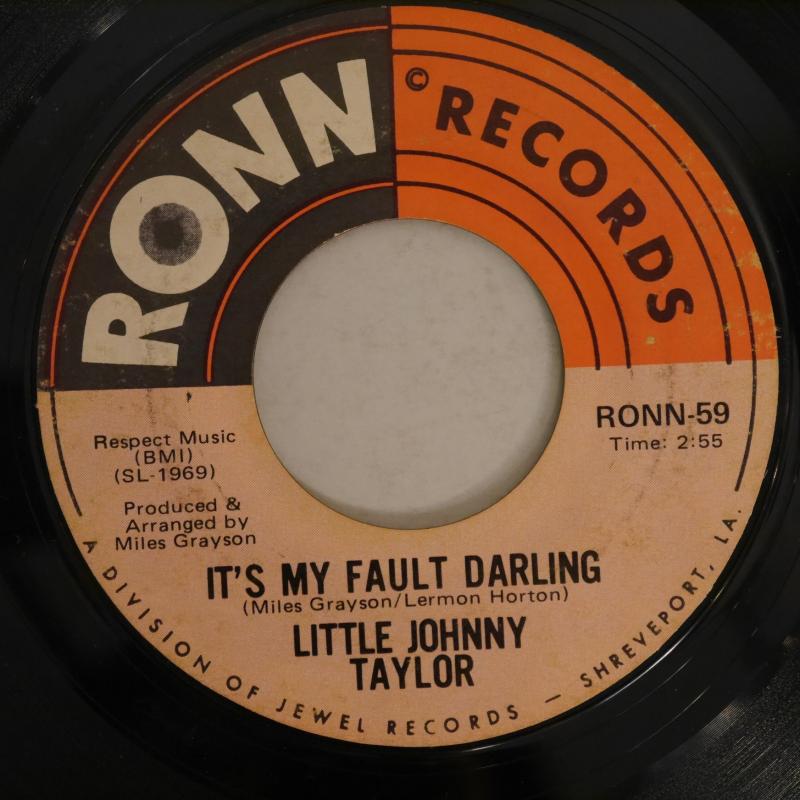 RONN
© RECORDS
RONN-59
Time: 2:55
Respect Music
(BMI)
(SL-1969)
Produced &
Arranged by
Miles Grayson
IT'S MY FAULT DARLING
(Miles Grayson/Lermon Horton)
LITTLE JOHNNY
TAYLOR
A DIVISION OF JEWEL RECORDS — SHREVEPORT, LA.